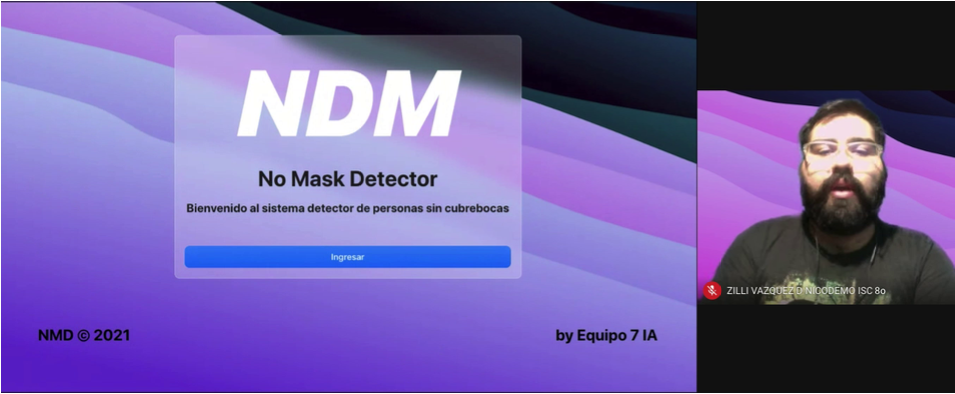 NDM
No Mask Detector
Bienvenido al sistema detector de personas sin cubrebocas
Ingresar
NMD © 2021
by Equipo 7 IA
ZILLI VAZQUEZ D NICODEMO ISC 8o